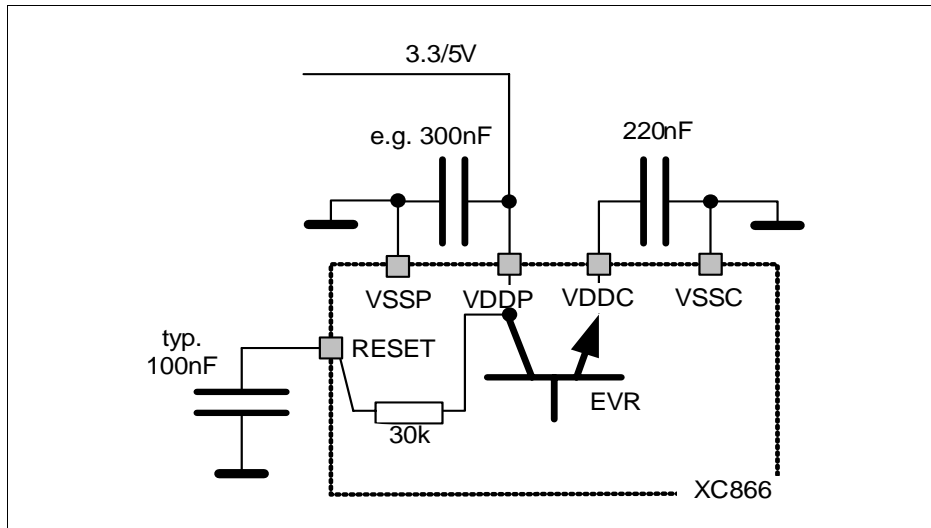 3.3/5V
e.g. 300nF
220nF
VSSP
VDDP
VDDC
VSSC
typ.
100nF
RESET
30k
EVR
XC866